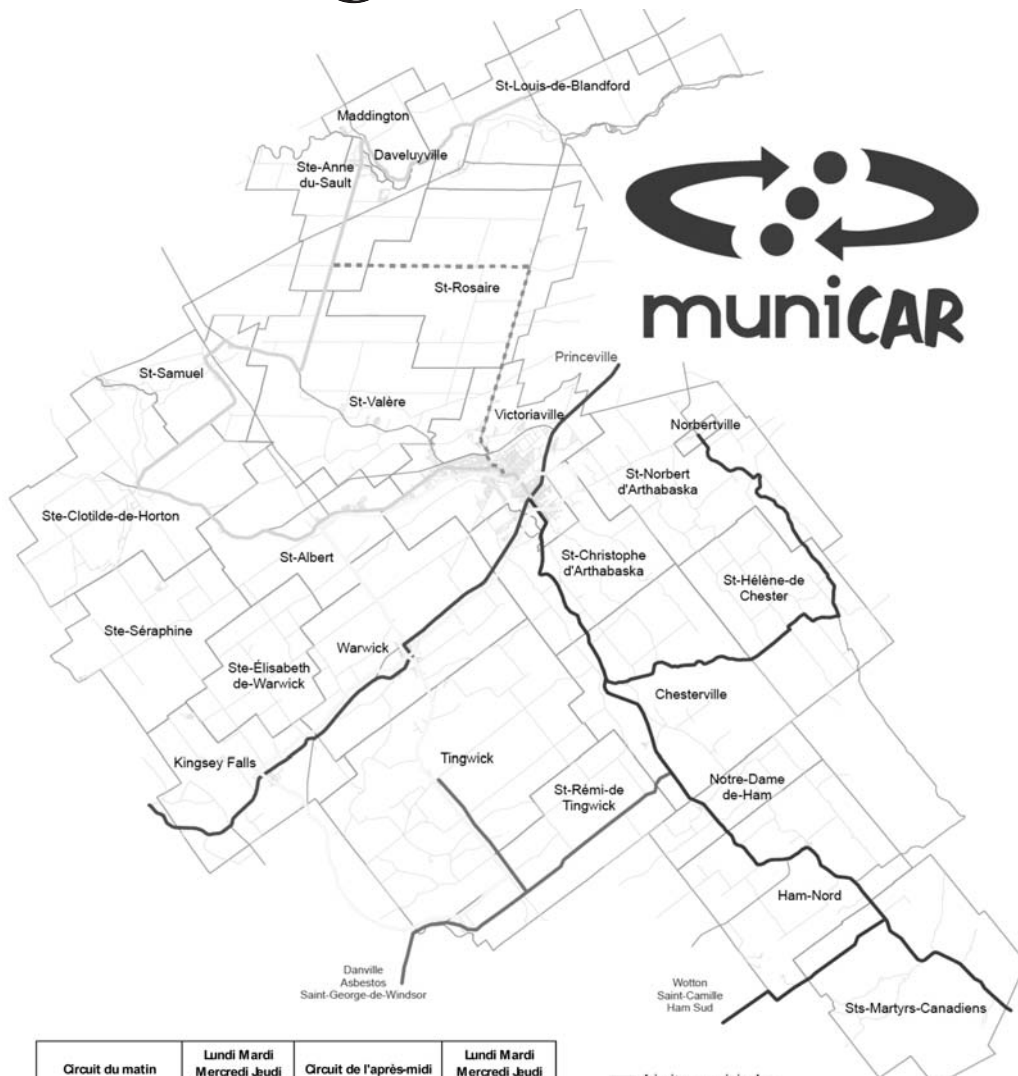 St-Louis-de-Blandford
Maddington
Daveluyville
Ste-Anne
du-Sault
St-Rosaire
municAR
Princeville
St-Samuel
St-Valère
Victoriaville
Norbertville
St-Norbert
d'Arthabaska
Ste-Clotilde-de-Horton
St-Albert
St-Christophe
d'Arthabaska
St-Hélène-de
Chester
Ste-Séraphine
Warwick
Ste-Élisabeth
de-Warwick
Chesterville
Kingsey Falls
Tingwick
St-Rémi-de
Tingwick
Notre-Dame
de-Ham
Ham-Nord
Danville
Asbestos
Saint-George-de-Windsor
Wotton
Saint-Camille
Ham Sud
Sts-Martyrs-Canadiens
Circuit du matin
Lundi Mardi
Mercredi Jeudi
Circuit de l'après-midi
Lundi Mardi
Mercredi Jeudi